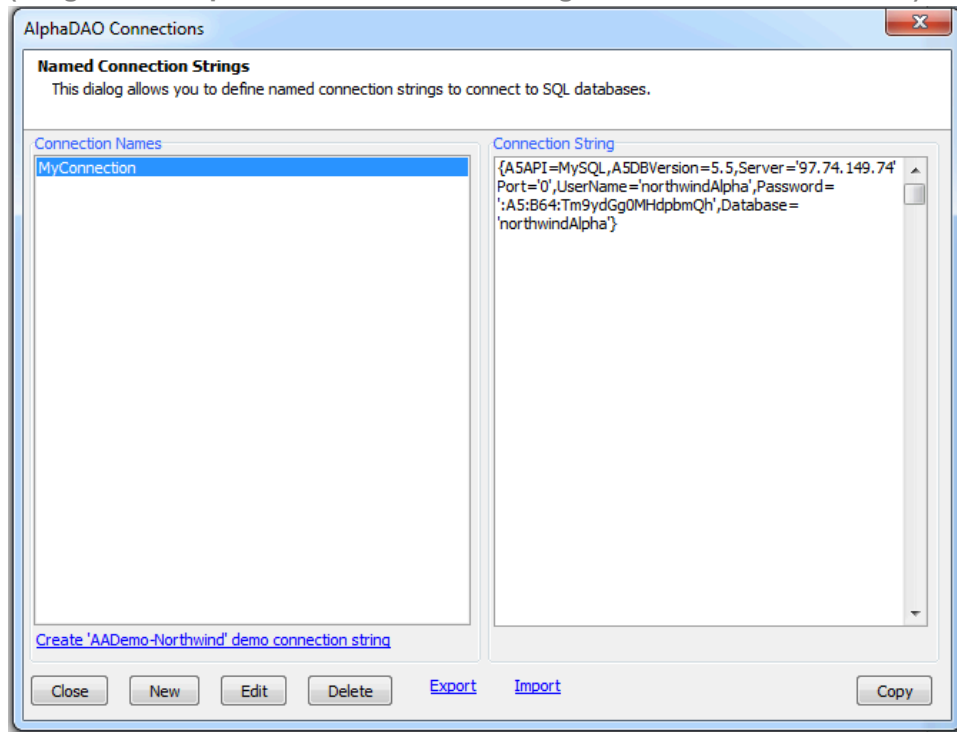 AlphaDAO Connections
Named Connection Strings
This dialog allows you to define named connection strings to connect to SQL databases.
Connection Names
MyConnection
Connection String
{A5API=MySQL,A5DBVersion=5.5,Server='97.74.149.74'
Port='0',UserName='northwindAlpha',Password=
':A5:B64:Tm9ydGg0MHdpbmQh',Database=
'northwindAlpha'}
Create 'AADemo-Northwind' demo connection string
Close
New
Edit
Delete
Export
Import
Copy